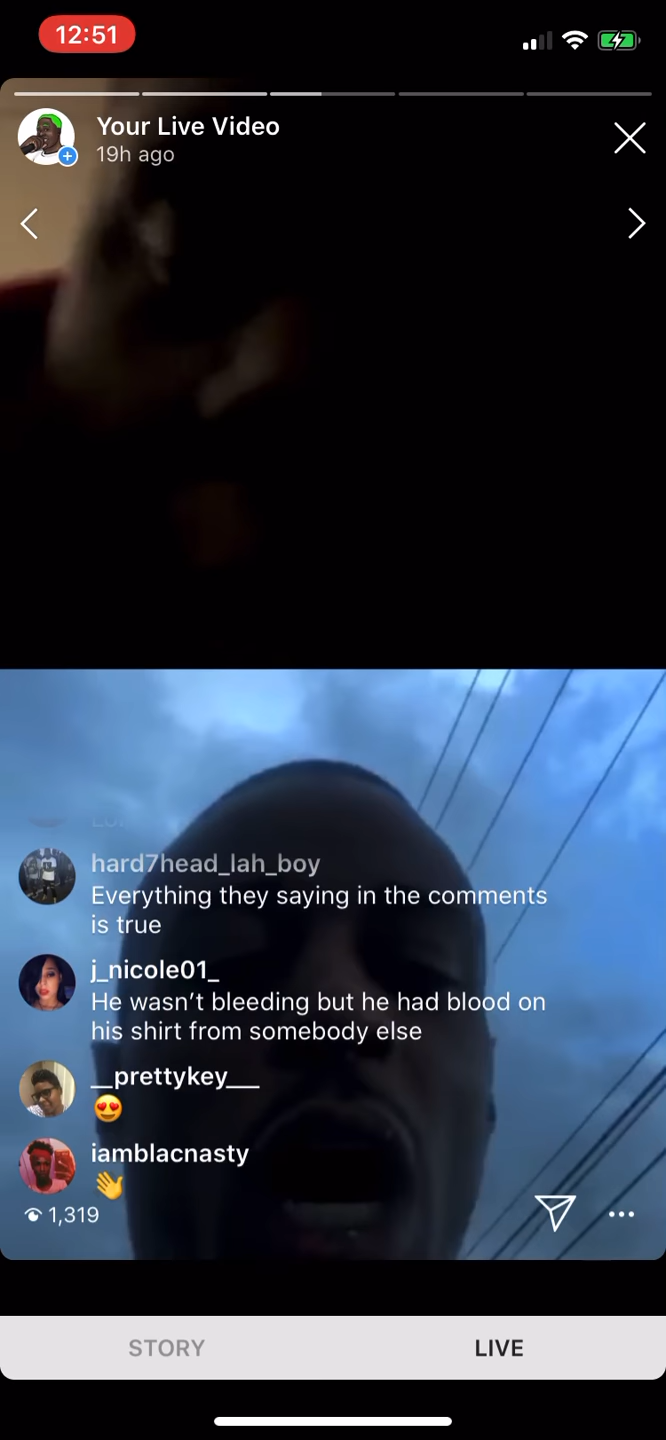 12:51
Your Live Video
19h ago
hard7head_lah_boy
Everything they saying in the comments
is true
j_nicole01_
He wasn't bleeding but he had blood on
his shirt from somebody else
__prettykey___
😍
iamblacnasty
👋
1,319
STORY
LIVE